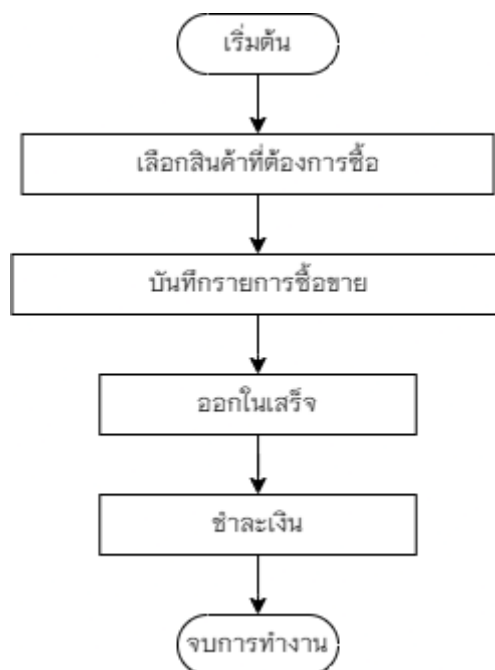 เริ่มต้น
เลือกสินค้าที่ต้องการซื้อ
บันทึกรายการซื้อขาย
ออกในเสร็จ
ชำละเงิน
จบการทำงาน